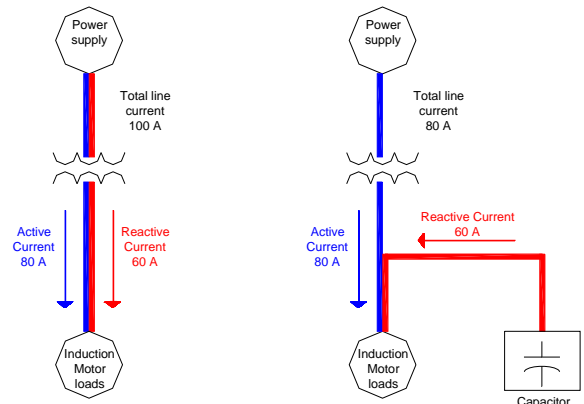 Power
supply
Total line
current
100 A
Active
Current
80 A
Reactive
Current
60 A
Induction
Motor
loads
Power
supply
Total line
current
80 A
Active
Current
80 A
Reactive Current
60 A
Induction
Motor
loads
Capacitor